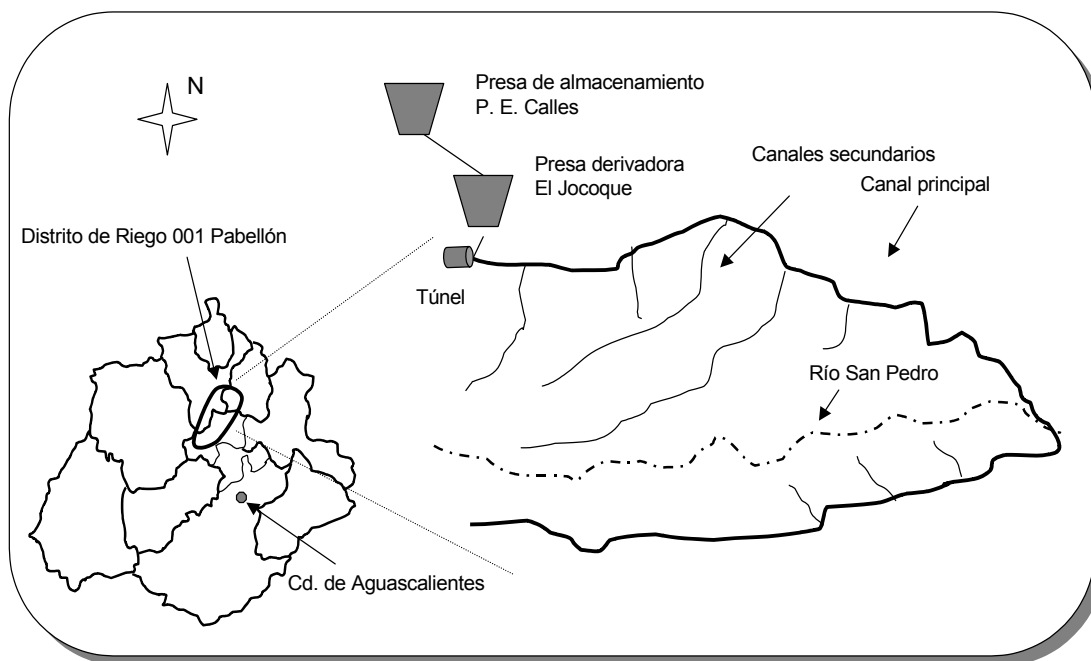 N
Presa de almacenamiento
P. E. Calles
Presa derivadora
El Jocoque
Canales secundarios
Canal principal
Distrito de Riego 001 Pabellón
Túnel
Río San Pedro
Cd. de Aguascalientes